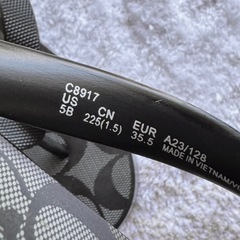 C8917
US CN EUR A23/128
5B 225(1.5) 35.5 MADE IN VIETNAM/